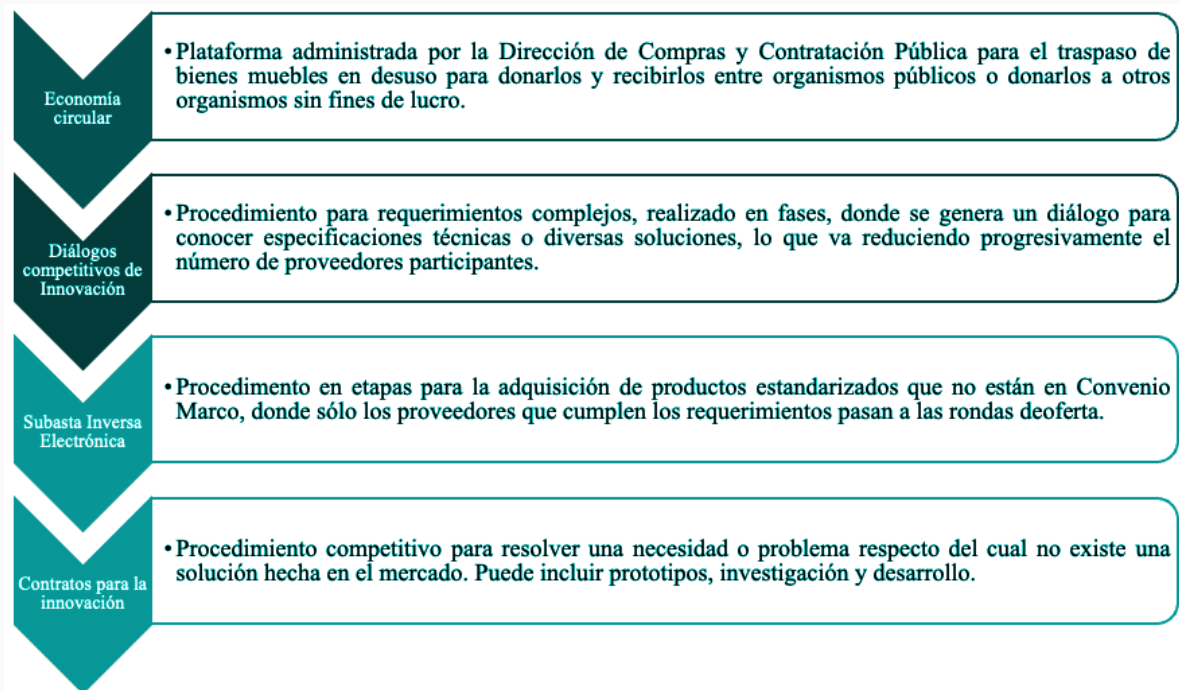 Economía
circular
• Plataforma administrada por la Dirección de Compras y Contratación Pública para el traspaso de
bienes muebles en desuso para donarlos y recibirlos entre organismos públicos o donarlos a otros
organismos sin fines de lucro.
Diálogos
competitivos de
Innovación
• Procedimiento para requerimientos complejos, realizado en fases, donde se genera un diálogo para
conocer especificaciones técnicas o diversas soluciones, lo que va reduciendo progresivamente el
número de proveedores participantes.
Subasta Inversa
Electrónica
• Procedimento en etapas para la adquisición de productos estandarizados que no están en Convenio
Marco, donde sólo los proveedores que cumplen los requerimientos pasan a las rondas deoferta.
Contratos para la
innovación
• Procedimiento competitivo para resolver una necesidad o problema respecto del cual no existe una
solución hecha en el mercado. Puede incluir prototipos, investigación y desarrollo.